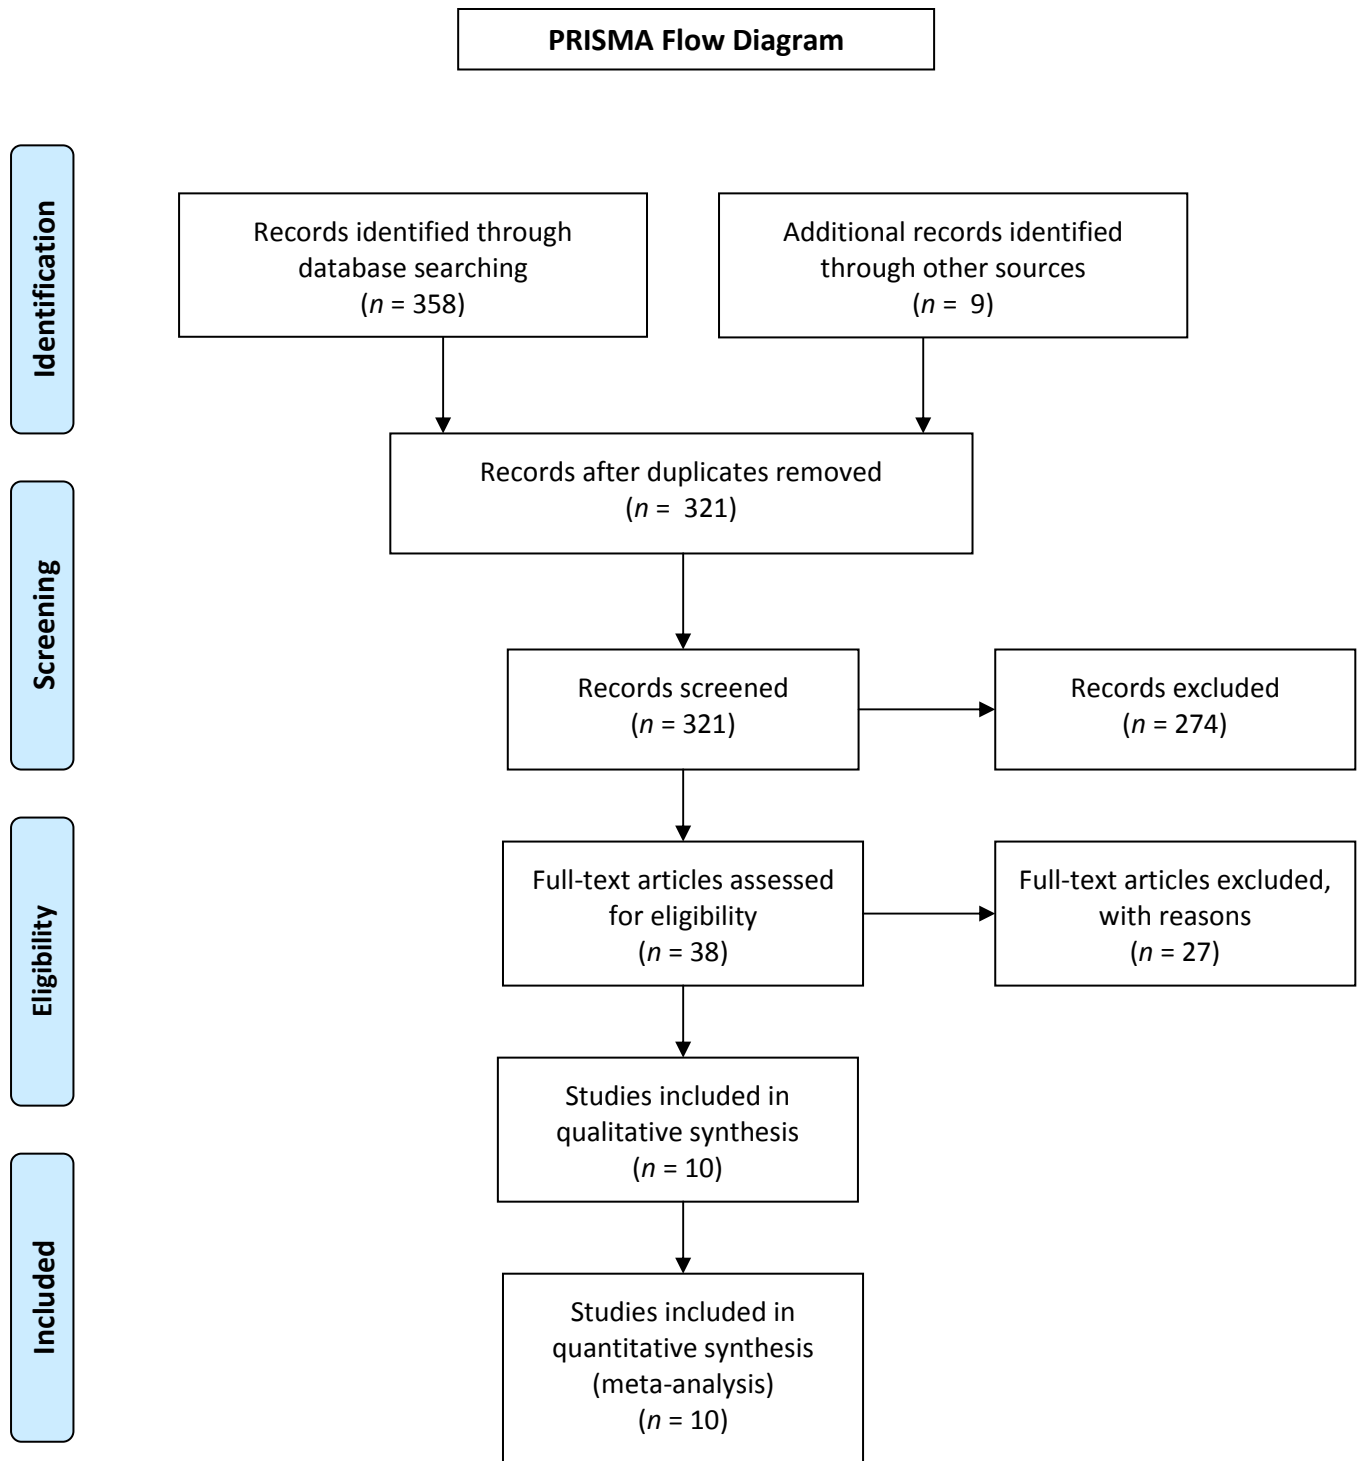 PRISMA Flow Diagram
Identification
Records identified through
database searching
(n = 358)
Additional records identified
through other sources
(n =  9)
Records after duplicates removed
(n =  321)
Screening
Records screened
(n = 321)
Records excluded
(n = 274)
Eligibility
Full-text articles assessed
for eligibility
(n = 38)
Full-text articles excluded,
with reasons
(n = 27)
Studies included in
qualitative synthesis
(n = 10)
Included
Studies included in
quantitative synthesis
(meta-analysis)
(n = 10)